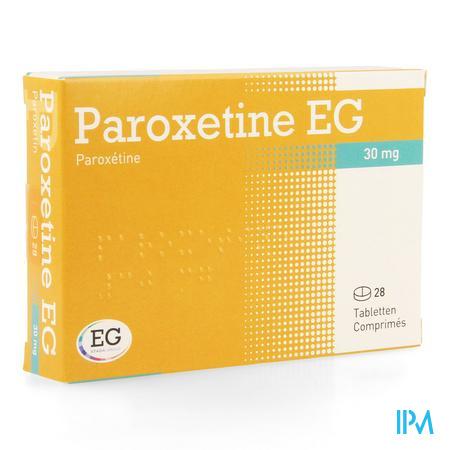 Paroxetine EG
Paroxétine
30 mg
28
Tabletten
Comprimés
EG
Paroxetine EG
Paroxetin
28
30 mg
IPM